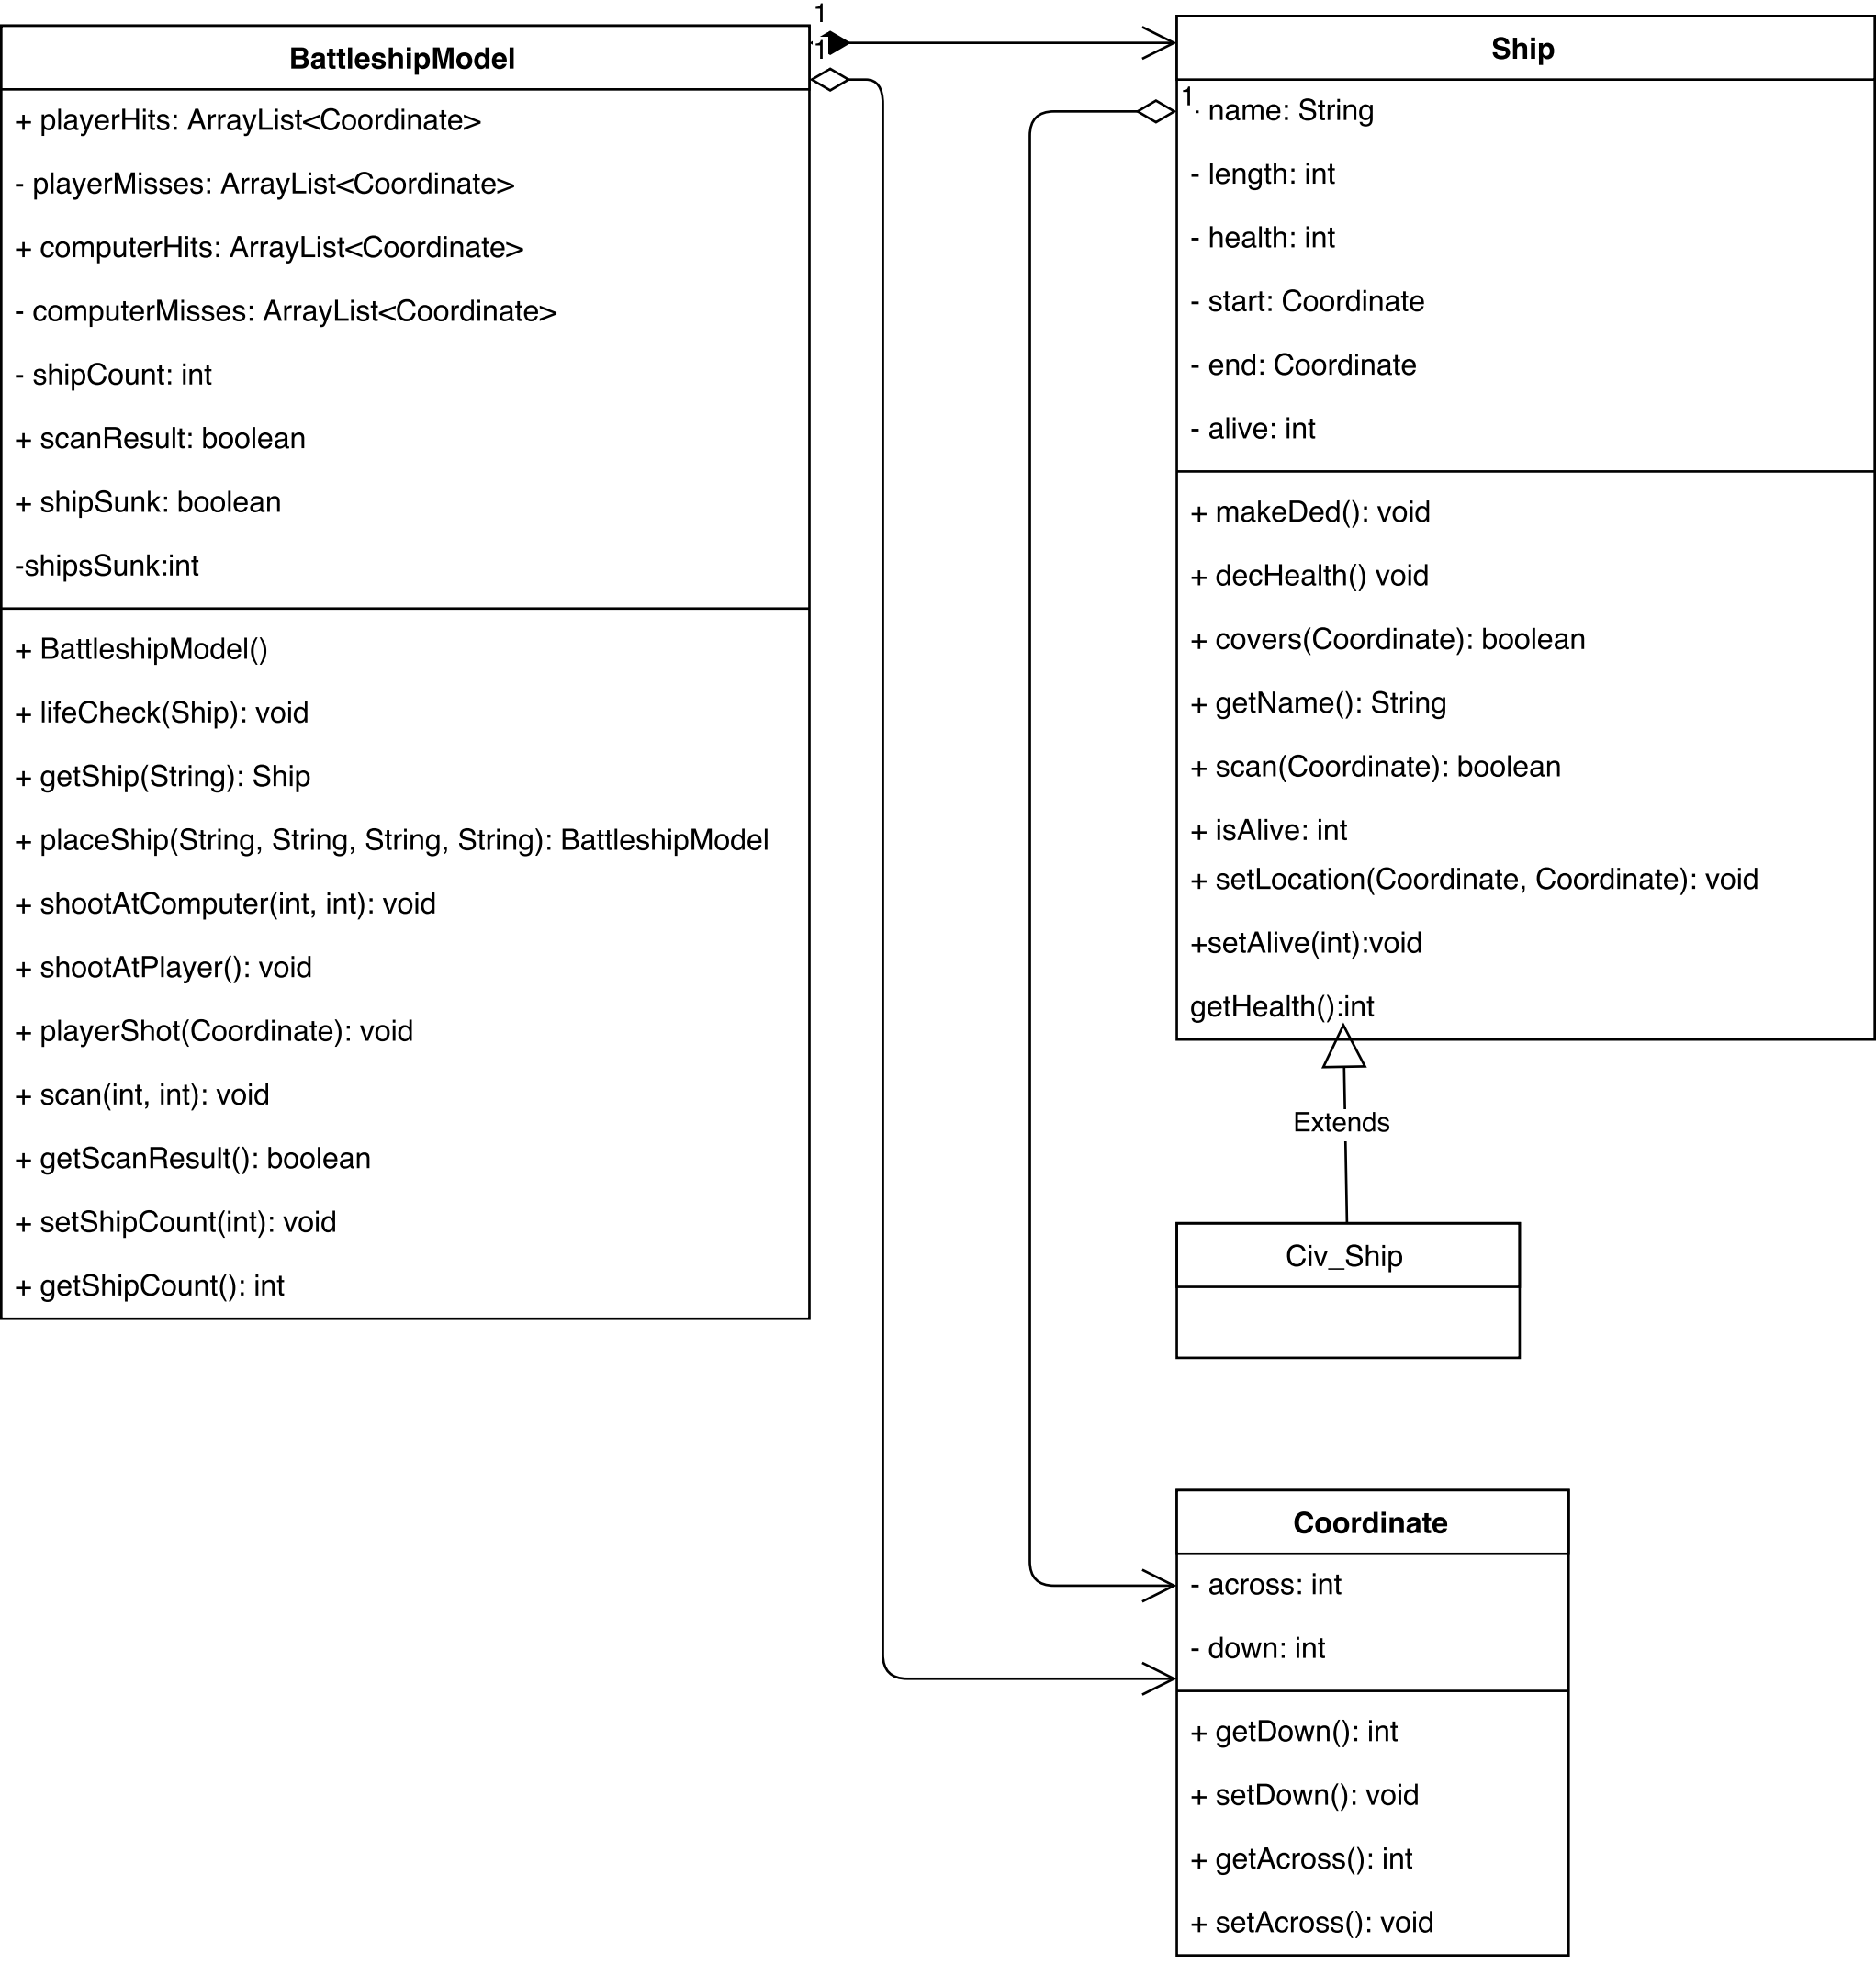 BattleshipModel
+ playerHits: ArrayList<Coordinate>
- playerMisses: ArrayList<Coordinate>
+ computerHits: ArrayList<Coordinate>
- computerMisses: ArrayList<Coordinate>
- shipCount: int
+ scanResult: boolean
+ shipSunk: boolean
-shipsSunk:int
+ BattleshipModel()
+ lifeCheck(Ship): void
+ getShip(String): Ship
+ placeShip(String, String, String, String): BattleshipModel
+ shootAtComputer(int, int): void
+ shootAtPlayer(): void
+ playerShot(Coordinate): void
+ scan(int, int): void
+ getScanResult(): boolean
+ setShipCount(int): void
+ getShipCount(): int
1
1
Ship
1
- name: String
- length: int
- health: int
- start: Coordinate
- end: Coordinate
- alive: int
+ makeDed(): void
+ decHealth() void
+ covers(Coordinate): boolean
+ getName(): String
+ scan(Coordinate): boolean
+ isAlive: int
+ setLocation(Coordinate, Coordinate): void
+setAlive(int):void
getHealth():int
Extends
Civ_Ship
Coordinate
- across: int
- down: int
+ getDown(): int
+ setDown(): void
+ getAcross(): int
+ setAcross(): void